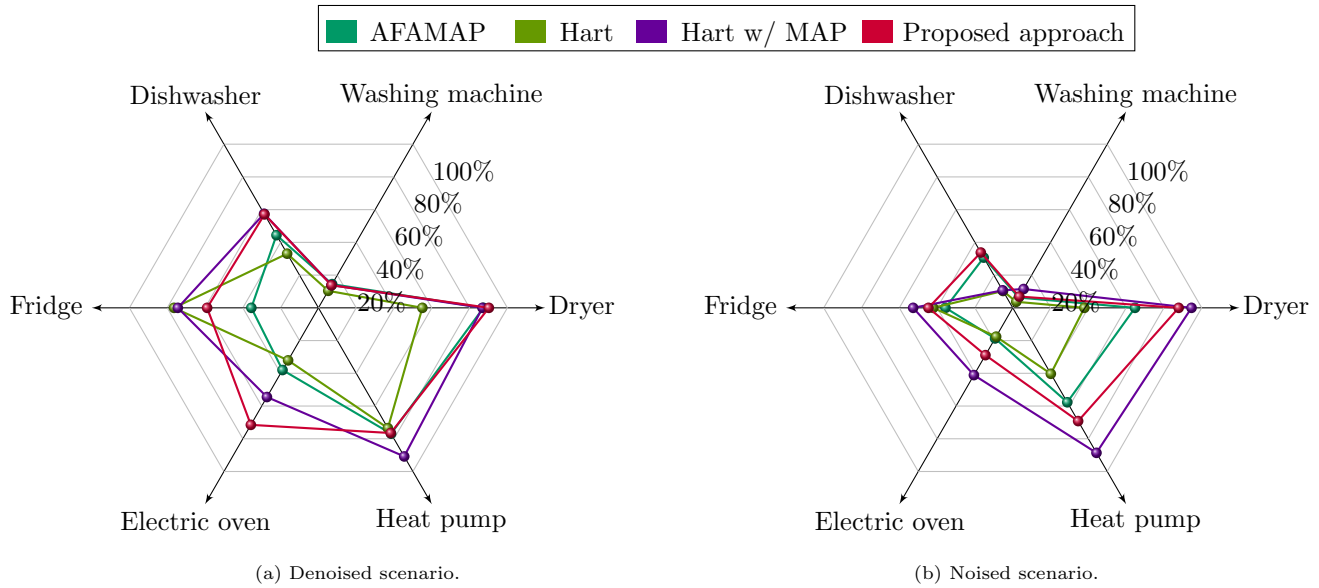 AFAMAP Hart Hart w/ MAP Proposed approach
Dishwasher Washing machine
100%
80%
60%
40%
20%
Fridge Dryer
Electric oven Heat pump
(a) Denoised scenario.
Dishwasher Washing machine
100%
80%
60%
40%
20%
Fridge Dryer
Electric oven Heat pump
(b) Noised scenario.